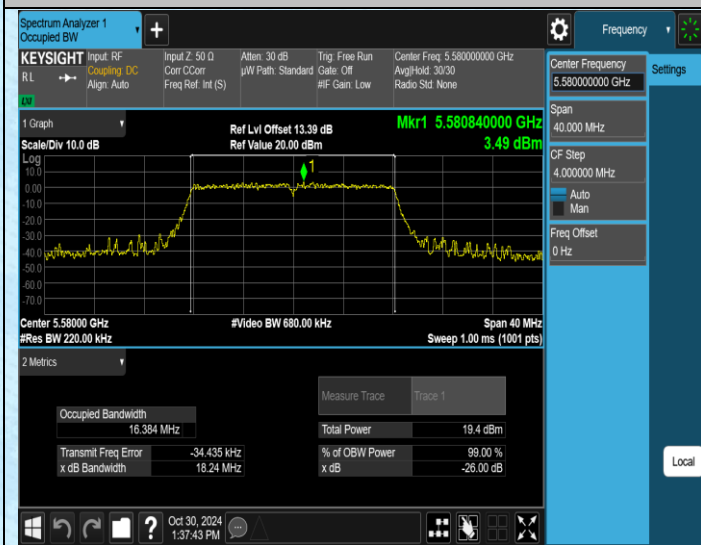 Spectrum Analyzer 1
Occupied BW
Frequency
KEYSIGHT
R L
LNI
Input: RF
Coupling: DC
Align: Auto
Input Z: 50 Ω
Corr CCorr
Freq Ref: Int (S)
Atten: 30 dB
µW Path: Standard
Trig: Free Run
Gate: Off
#IF Gain: Low
Center Freq: 5.580000000 GHz
Avg|Hold: 30/30
Radio Std: None
Center Frequency
5.580000000 GHz
Settings
Span
40.000 MHz
CF Step
4.000000 MHz
Auto
Man
Freq Offset
0 Hz
1 Graph
Scale/Div 10.0 dB
Ref Lvl Offset 13.39 dB
Ref Value 20.00 dBm
Mkr1 5.580840000 GHz
3.49 dBm
Log
10.0
0.00
-10.0
-20.0
-30.0
-40.0
-50.0
-60.0
-70.0
1
Center 5.58000 GHz
#Res BW 220.00 kHz
#Video BW 680.00 kHz
Span 40 MHz
Sweep 1.00 ms (1001 pts)
2 Metrics
Measure Trace
Trace 1
Occupied Bandwidth
16.384 MHz
Total Power
19.4 dBm
Transmit Freq Error
-34.435 kHz
% of OBW Power
99.00 %
x dB Bandwidth
18.24 MHz
x dB
-26.00 dB
Local
?
Oct 30, 2024
1:37:43 PM